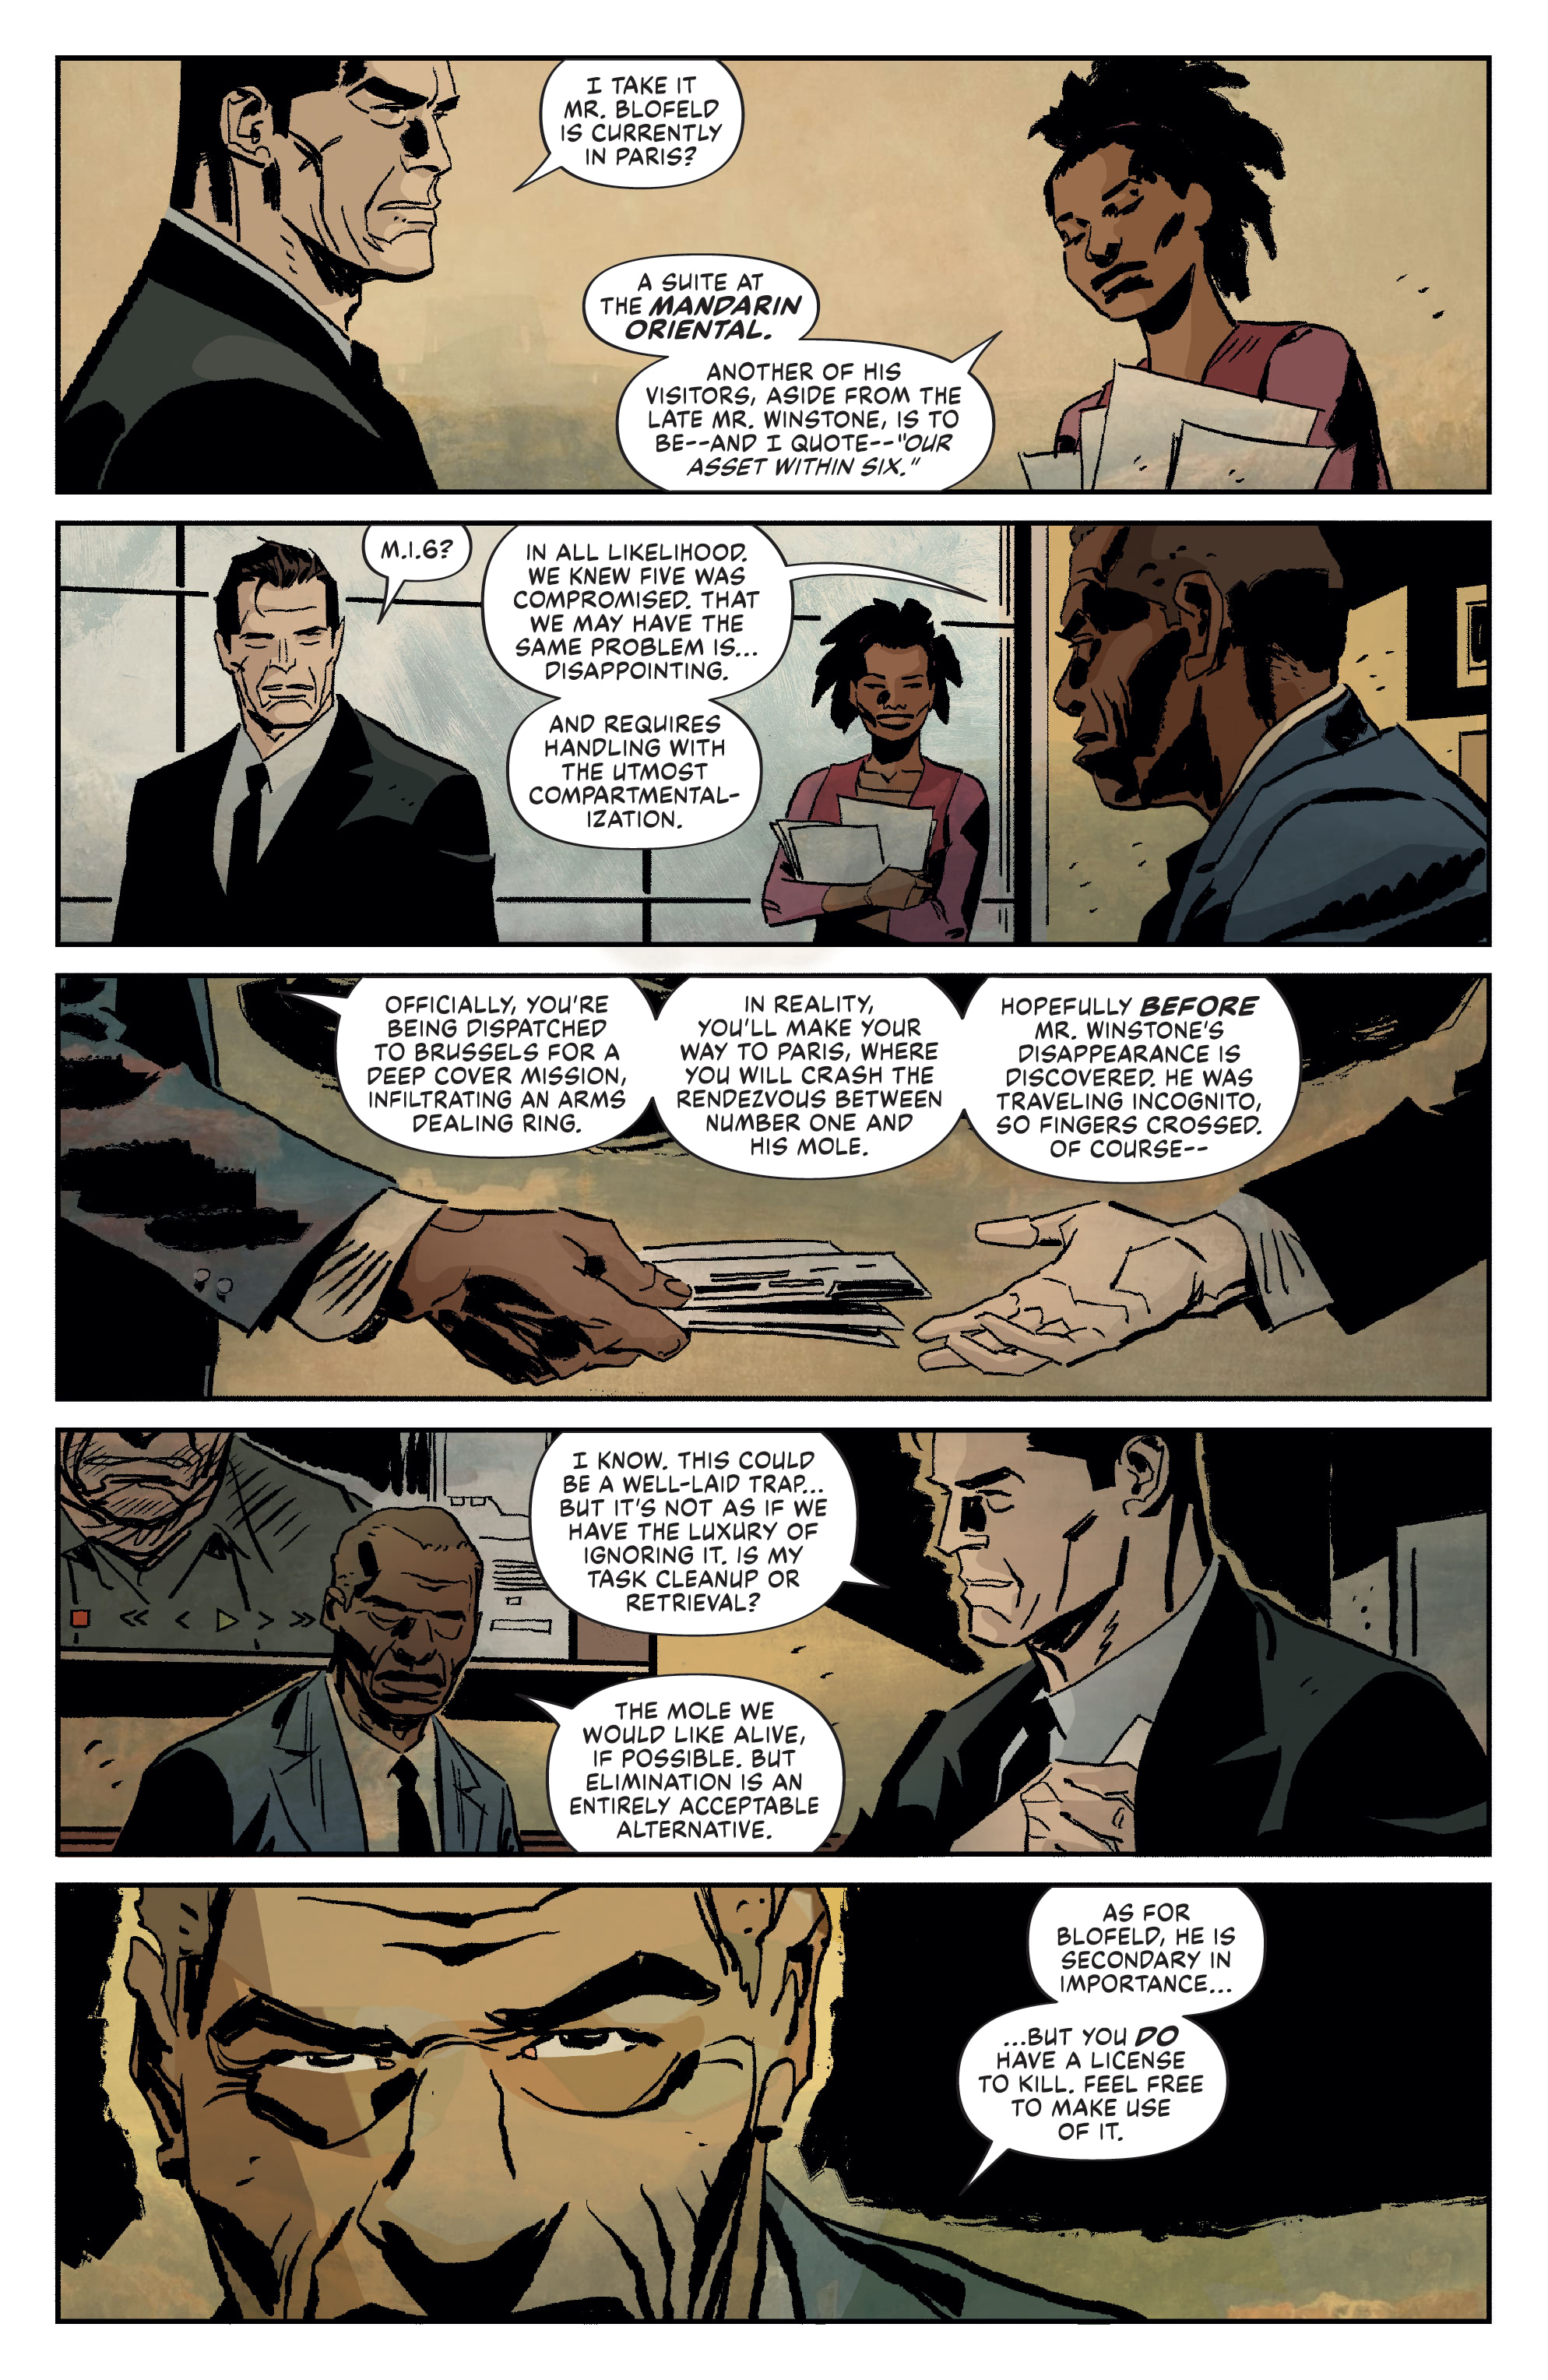 I TAKE IT
MR. BLOFELD
IS CURRENTLY
IN PARIS?
A SUITE AT
THE MANDARIN
ORIENTAL.
ANOTHER OF HIS
VISITORS, ASIDE FROM THE
LATE MR. WINSTONE, IS TO
BE--AND I QUOTE--"OUR
ASSET WITHIN SIX."
M.I.6?
IN ALL LIKELIHOOD.
WE KNEW FIVE WAS
COMPROMISED. THAT
WE MAY HAVE THE
SAME PROBLEM IS...
DISAPPOINTING.
AND REQUIRES
HANDLING WITH
THE UTMOST
COMPARTMENTAL-
IZATION.
OFFICIALLY, YOU'RE
BEING DISPATCHED
TO BRUSSELS FOR A
DEEP COVER MISSION,
INFILTRATING AN ARMS
DEALING RING.
IN REALITY,
YOU'LL MAKE YOUR
WAY TO PARIS, WHERE
YOU WILL CRASH THE
RENDEZVOUS BETWEEN
NUMBER ONE AND
HIS MOLE.
HOPEFULLY BEFORE
MR. WINSTONE'S
DISAPPEARANCE IS
DISCOVERED. HE WAS
TRAVELING INCOGNITO,
SO FINGERS CROSSED.
OF COURSE--
I KNOW. THIS COULD
BE A WELL-LAID TRAP...
BUT IT'S NOT AS IF WE
HAVE THE LUXURY OF
IGNORING IT. IS MY
TASK CLEANUP OR
RETRIEVAL?
THE MOLE WE
WOULD LIKE ALIVE,
IF POSSIBLE. BUT
ELIMINATION IS AN
ENTIRELY ACCEPTABLE
ALTERNATIVE.
AS FOR
BLOFELD, HE IS
SECONDARY IN
IMPORTANCE...
...BUT YOU DO
HAVE A LICENSE
TO KILL. FEEL FREE
TO MAKE USE
OF IT.